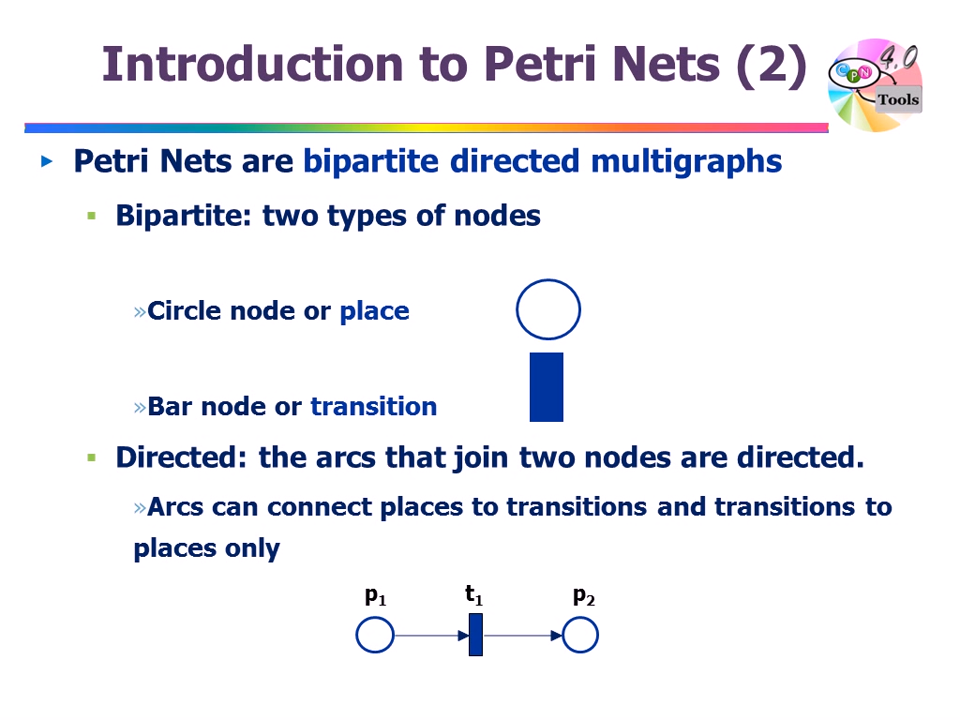 Introduction to Petri Nets (2)
4.0
CPN
Tools
▸ Petri Nets are bipartite directed multigraphs
▪ Bipartite: two types of nodes
»Circle node or place
»Bar node or transition
▪ Directed: the arcs that join two nodes are directed.
»Arcs can connect places to transitions and transitions to
places only
p₁ t₁ p₂